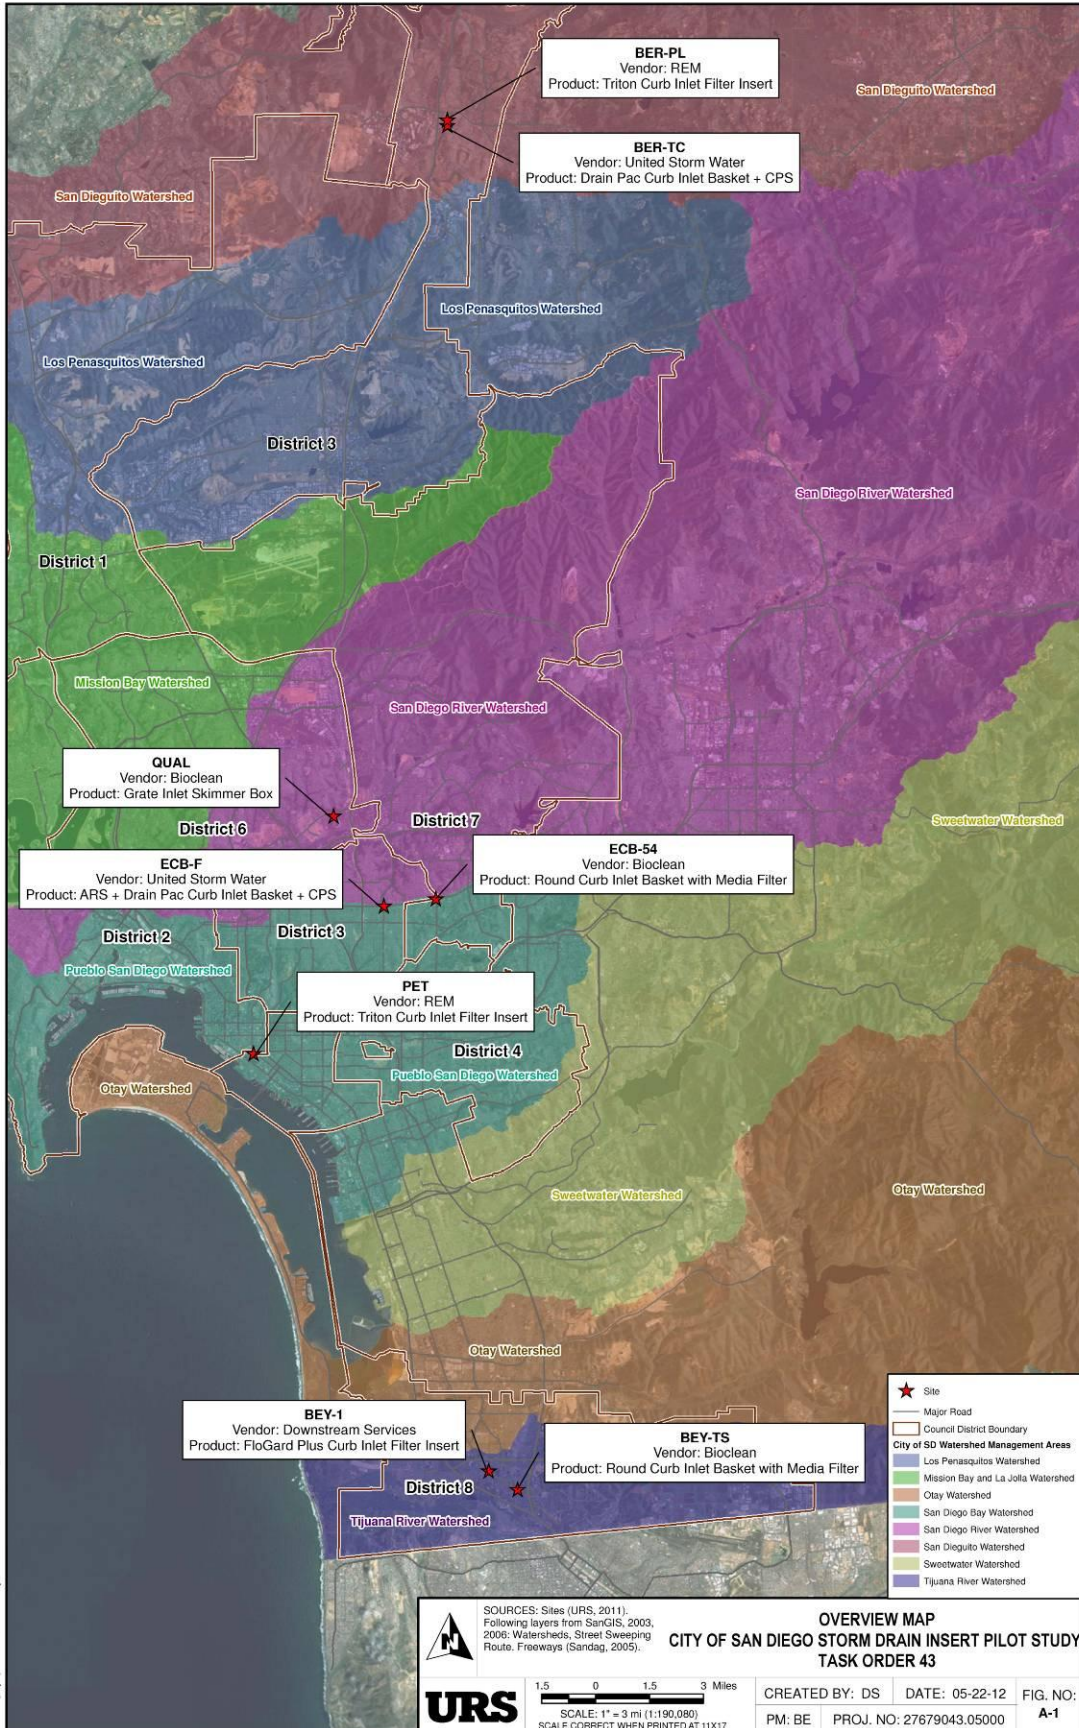 BER-PL
Vendor: REM
Product: Triton Curb Inlet Filter Insert
San Dieguito Watershed
BER-TC
Vendor: United Storm Water
Product: Drain Pac Curb Inlet Basket + CPS
San Dieguito Watershed
Los Penasquitos Watershed
Los Penasquitos Watershed
District 3
San Diego River Watershed
District 1
Mission Bay Watershed
San Diego River Watershed
QUAL
Vendor: Bioclean
Product: Grate Inlet Skimmer Box
District 6
District 7
Sweetwater Watershed
ECB-54
Vendor: Bioclean
Product: Round Curb Inlet Basket with Media Filter
ECB-F
Vendor: United Storm Water
Product: ARS + Drain Pac Curb Inlet Basket + CPS
District 2
District 3
Pueblo San Diego Watershed
PET
Vendor: REM
Product: Triton Curb Inlet Filter Insert
District 4
Pueblo San Diego Watershed
Otay Watershed
Sweetwater Watershed
Otay Watershed
Otay Watershed
BEY-1
Vendor: Downstream Services
Product: FloGard Plus Curb Inlet Filter Insert
BEY-TS
Vendor: Bioclean
Product: Round Curb Inlet Basket with Media Filter
District 8
Tijuana River Watershed
Site
Major Road
Council District Boundary
City of SD Watershed Management Areas
Los Penasquitos Watershed
Mission Bay and La Jolla Watershed
Otay Watershed
San Diego Bay Watershed
San Diego River Watershed
San Dieguito Watershed
Sweetwater Watershed
Tijuana River Watershed
N
SOURCES: Sites (URS, 2011).
Following layers from SanGIS, 2003,
2006: Watersheds, Street Sweeping
Route. Freeways (Sandag, 2005).
OVERVIEW MAP
CITY OF SAN DIEGO STORM DRAIN INSERT PILOT STUDY
TASK ORDER 43
URS
1.5 0 1.5 3 Miles
SCALE: 1" = 3 mi (1:190,080)
SCALE CORRECT WHEN PRINTED AT 11X17
CREATED BY: DS
DATE: 05-22-12
FIG. NO:
A-1
PM: BE
PROJ. NO: 27679043.05000